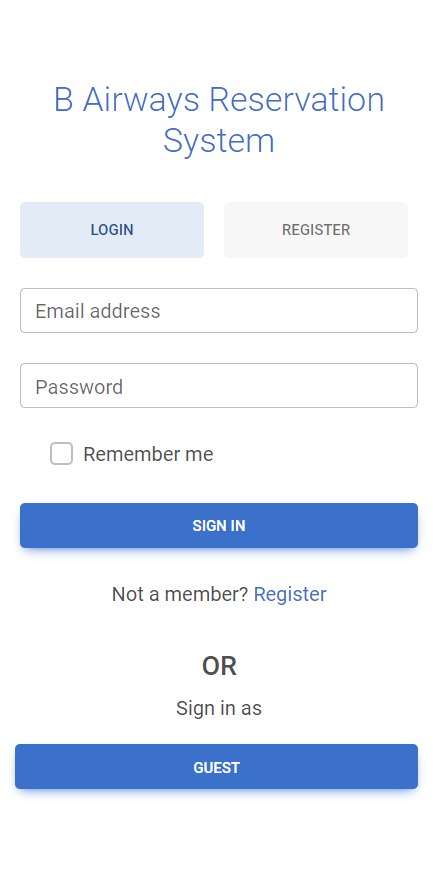 B Airways Reservation
System
LOGIN
REGISTER
Email address
Password
Remember me
SIGN IN
Not a member? Register
OR
Sign in as
GUEST